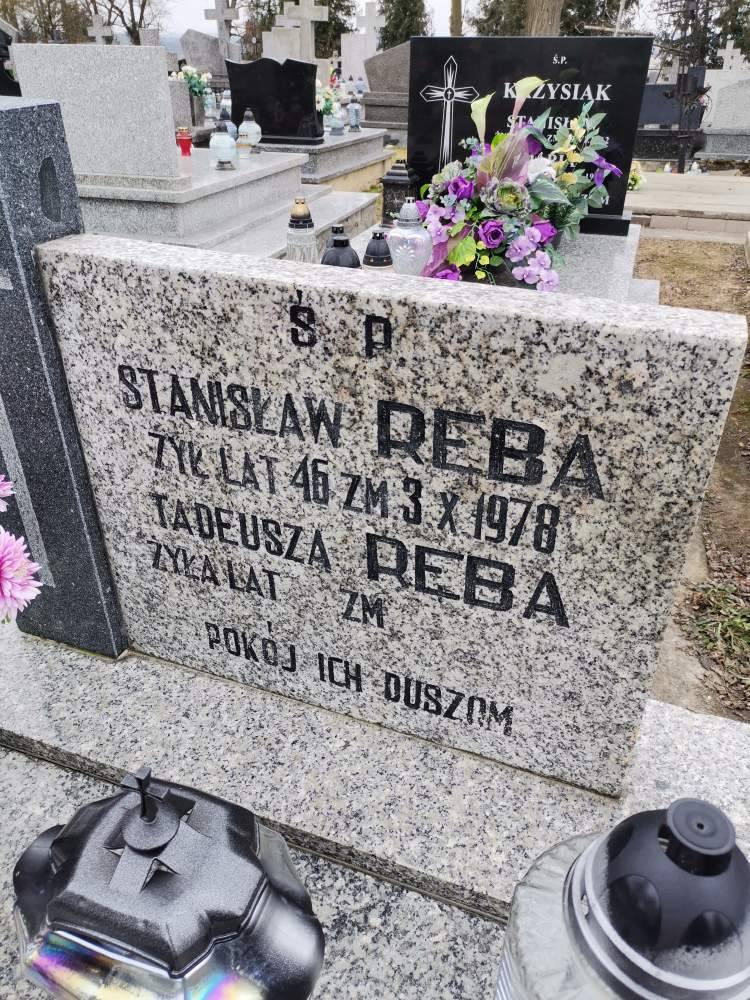 Ś.P.
KRZYSIAK
Ś P
STANISŁAW RĘBA
ŻYŁ LAT 46 ZM 3 X 1978
TADEUSZA RĘBA
ŻYŁA LAT ZM
POKÓJ ICH DUSZOM